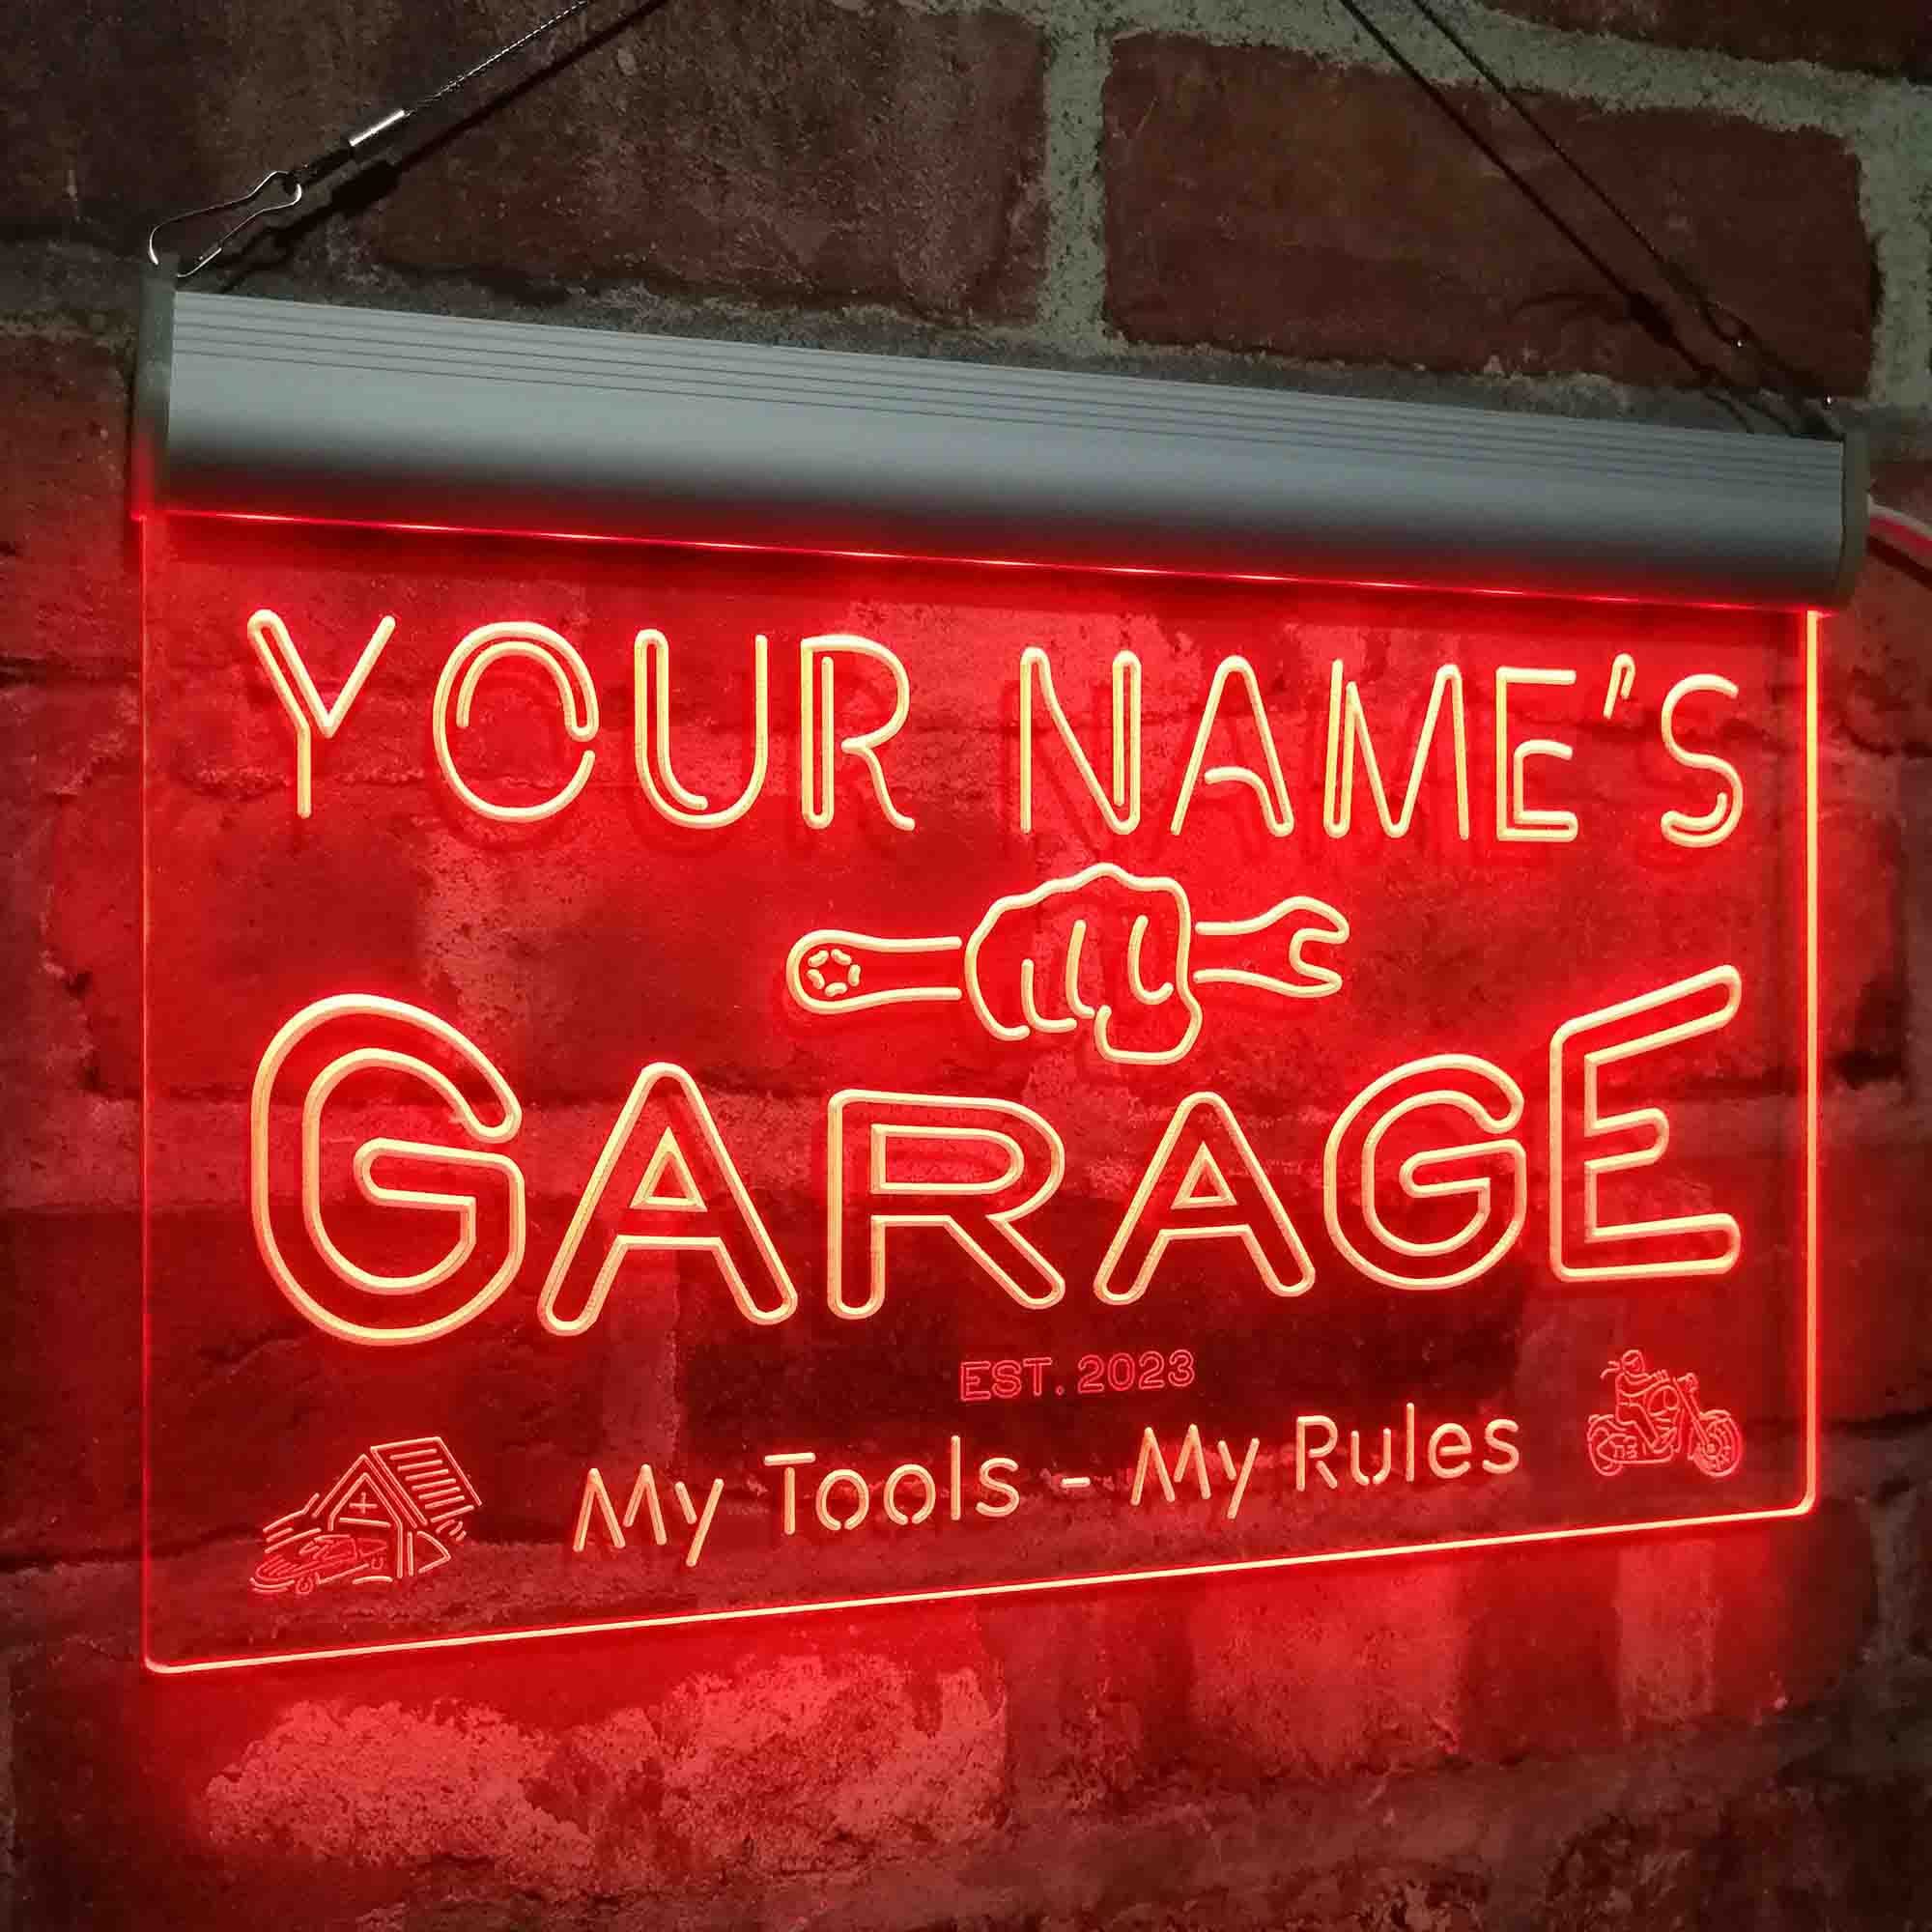 YOUR NAME'S
GARAGE
EST. 2023
My Tools - My Rules